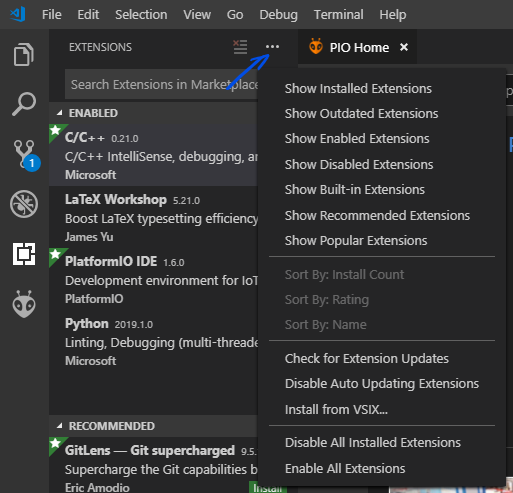 File Edit Selection View Go Debug Terminal Help
EXTENSIONS
PIO Home
Search Extensions in Marketplace
Show Installed Extensions
Show Outdated Extensions
Show Enabled Extensions
Show Disabled Extensions
Show Built-in Extensions
Show Recommended Extensions
Show Popular Extensions
Sort By: Install Count
Sort By: Rating
Sort By: Name
Check for Extension Updates
Disable Auto Updating Extensions
Install from VSIX...
Disable All Installed Extensions
Enable All Extensions
ENABLED
C/C++ 0.21.0
C/C++ IntelliSense, debugging,
Microsoft
1
LaTeX Workshop 5.21.0
Boost LaTeX typesetting efficiency
James Yu
PlatformIO IDE 1.6.0
Development environment for IoT
PlatformIO
Python 2019.1.0
Linting, Debugging (multi-threade
Microsoft
RECOMMENDED
GitLens — Git supercharged 9.5.
Supercharge the Git capabilities b
Eric Amodio Install